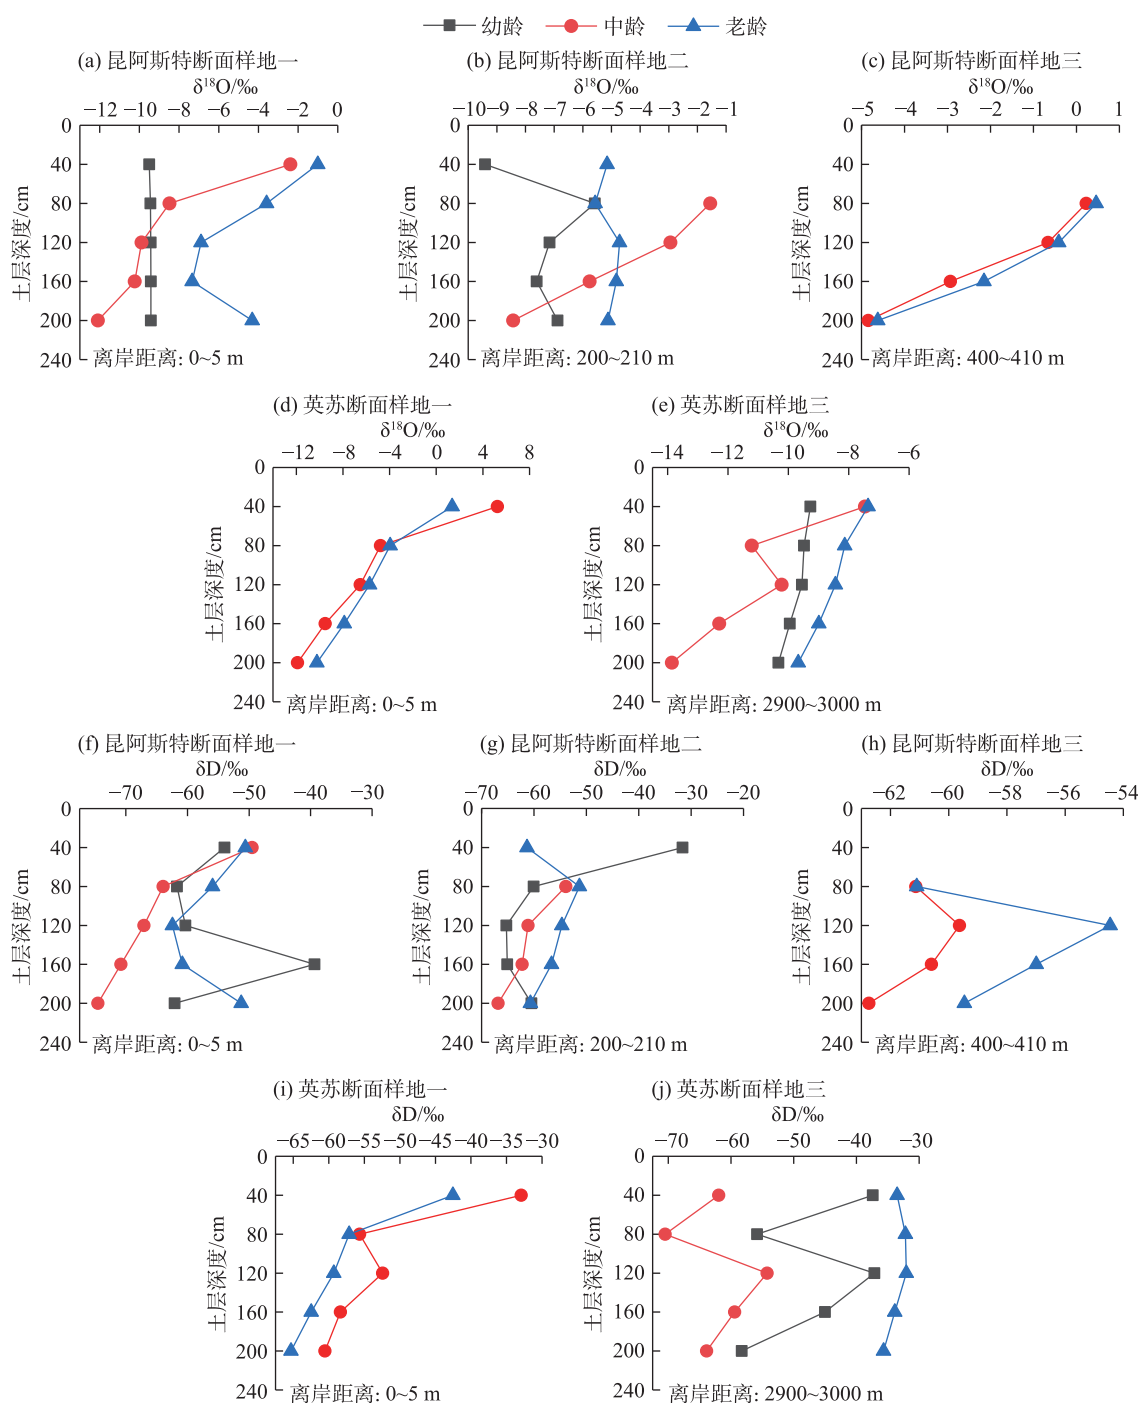 幼龄 中龄 老龄
(a) 昆阿斯特断面样地一
δ¹⁸O/‰
−12 −10 −8 −6 −4 −2 0
0
40
80
120
160
200
240
土层深度/cm
离岸距离: 0~5 m
(b) 昆阿斯特断面样地二
δ¹⁸O/‰
−10 −9 −8 −7 −6 −5 −4 −3 −2 −1
0
40
80
120
160
200
240
土层深度/cm
离岸距离: 200~210 m
(c) 昆阿斯特断面样地三
δ¹⁸O/‰
−5 −4 −3 −2 −1 0 1
0
40
80
120
160
200
240
土层深度/cm
离岸距离: 400~410 m
(d) 英苏断面样地一
δ¹⁸O/‰
−12 −8 −4 0 4 8
0
40
80
120
160
200
240
土层深度/cm
离岸距离: 0~5 m
(e) 英苏断面样地三
δ¹⁸O/‰
−14 −12 −10 −8 −6
0
40
80
120
160
200
240
土层深度/cm
离岸距离: 2900~3000 m
(f) 昆阿斯特断面样地一
δD/‰
−70 −60 −50 −40 −30
0
40
80
120
160
200
240
土层深度/cm
离岸距离: 0~5 m
(g) 昆阿斯特断面样地二
δD/‰
−70 −60 −50 −40 −30 −20
0
40
80
120
160
200
240
土层深度/cm
离岸距离: 200~210 m
(h) 昆阿斯特断面样地三
δD/‰
−62 −60 −58 −56 −54
0
40
80
120
160
200
240
土层深度/cm
离岸距离: 400~410 m
(i) 英苏断面样地一
δD/‰
−65 −60 −55 −50 −45 −40 −35 −30
0
40
80
120
160
200
240
土层深度/cm
离岸距离: 0~5 m
(j) 英苏断面样地三
δD/‰
−70 −60 −50 −40 −30
0
40
80
120
160
200
240
土层深度/cm
离岸距离: 2900~3000 m